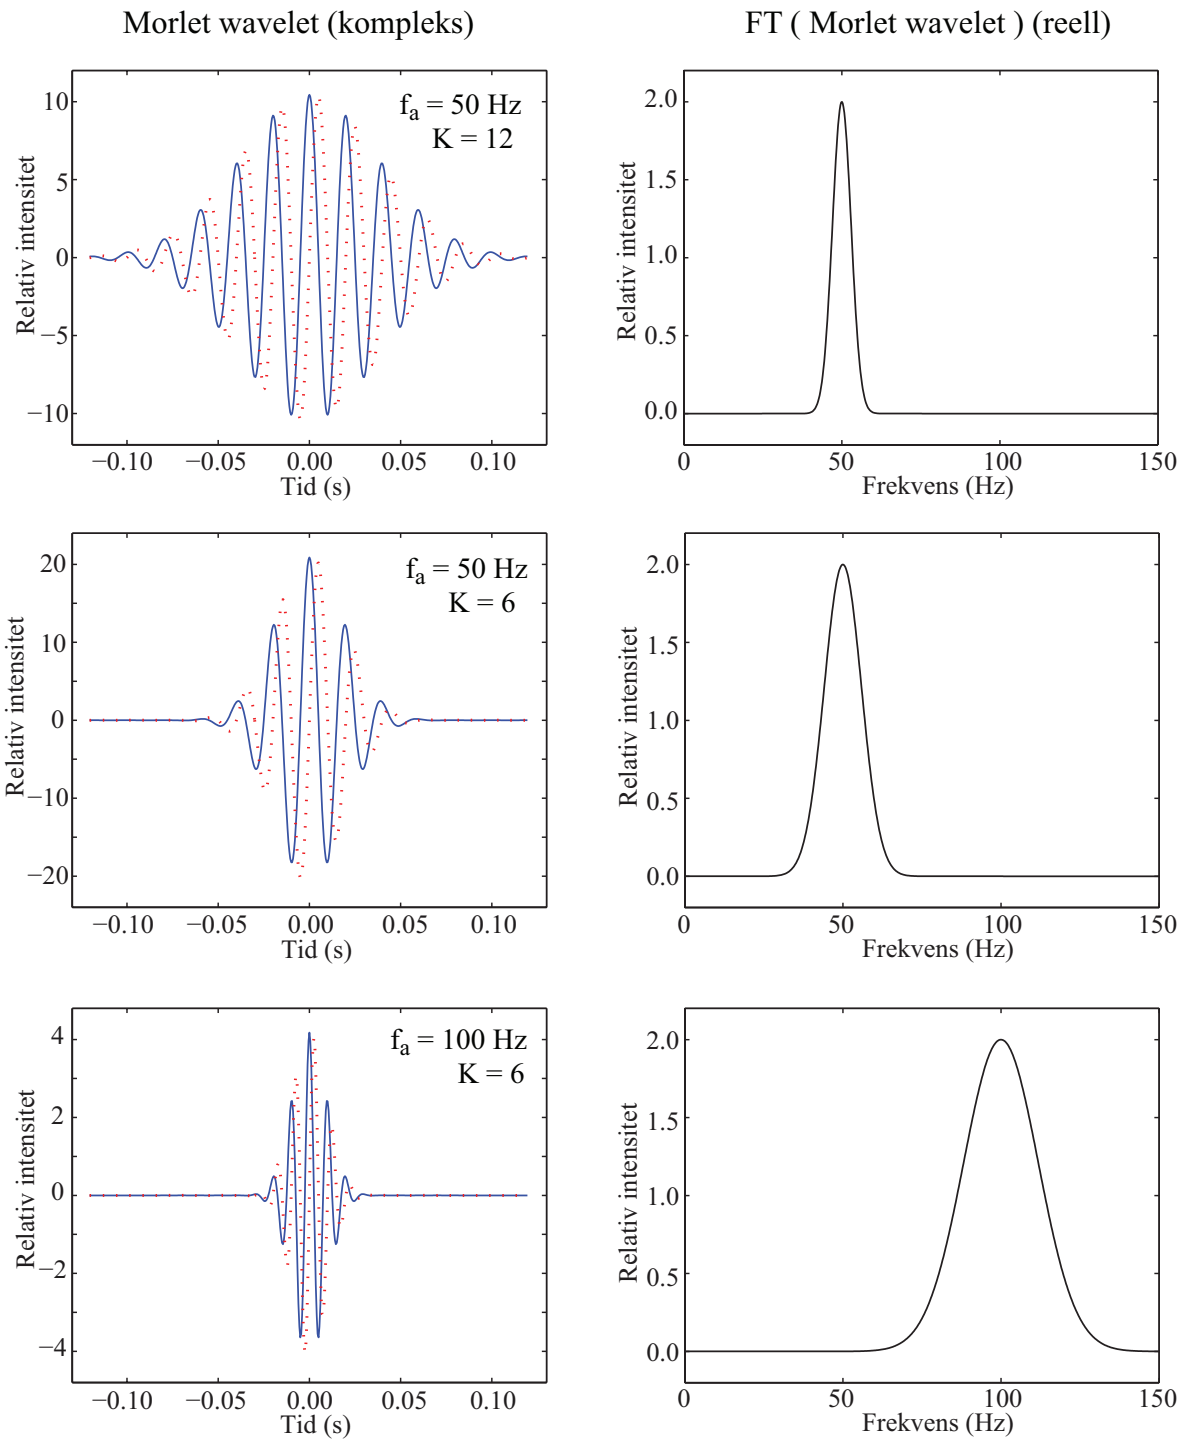 Morlet wavelet (kompleks)
FT ( Morlet wavelet ) (reell)
Relativ intensitet
10
5
0
−5
−10
fa = 50 Hz
K = 12
−0.10 −0.05 0.00 0.05 0.10
Tid (s)
Relativ intensitet
2.0
1.5
1.0
0.5
0.0
0 50 100 150
Frekvens (Hz)
Relativ intensitet
20
10
0
−10
−20
fa = 50 Hz
K = 6
−0.10 −0.05 0.00 0.05 0.10
Tid (s)
Relativ intensitet
2.0
1.5
1.0
0.5
0.0
0 50 100 150
Frekvens (Hz)
Relativ intensitet
4
2
0
−2
−4
fa = 100 Hz
K = 6
−0.10 −0.05 0.00 0.05 0.10
Tid (s)
Relativ intensitet
2.0
1.5
1.0
0.5
0.0
0 50 100 150
Frekvens (Hz)